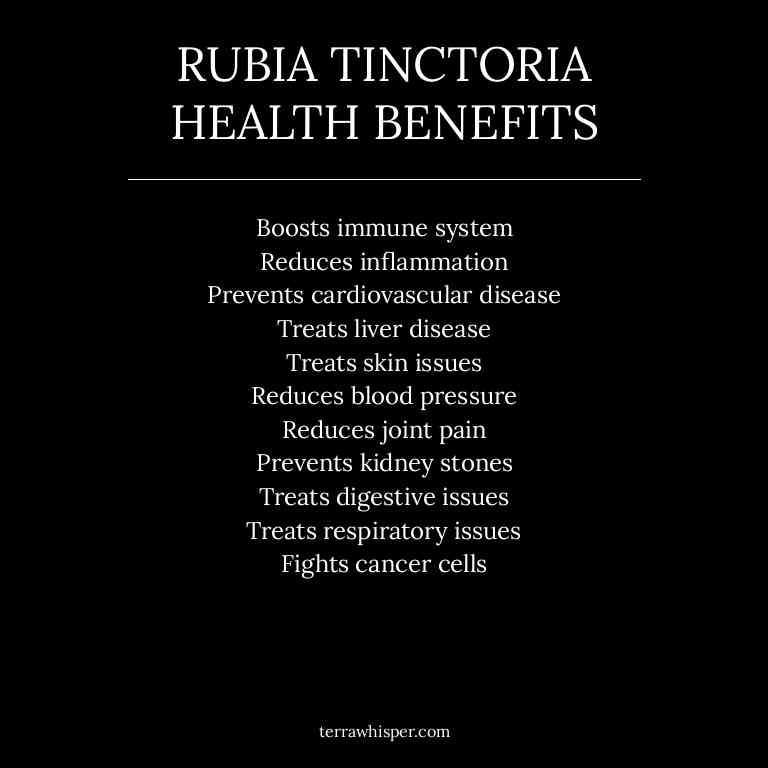 RUBIA TINCTORIA
HEALTH BENEFITS
Boosts immune system
Reduces inflammation
Prevents cardiovascular disease
Treats liver disease
Treats skin issues
Reduces blood pressure
Reduces joint pain
Prevents kidney stones
Treats digestive issues
Treats respiratory issues
Fights cancer cells
terrawhisper.com